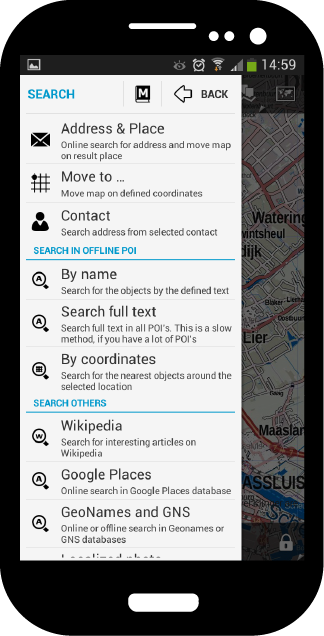 14:59
SEARCH
M
BACK
Address & Place
Online search for address and move map
on result place
Move to ...
Move map on defined coordinates
Contact
Search address from selected contact
SEARCH IN OFFLINE POI
By name
Search for the objects by the defined text
Search full text
Search full text in all POI's. This is a slow
method, if you have a lot of POI's
By coordinates
Search for the nearest objects around the
selected location
SEARCH OTHERS
Wikipedia
Search for interesting articles on
Wikipedia
Google Places
Online search in Google Places database
GeoNames and GNS
Online or offline search in Geonames or
GNS databases
Localized photo
Watering
wintsheul
dijk
Blaker
Lier
Gaag
Maaslan
ASSLUIS